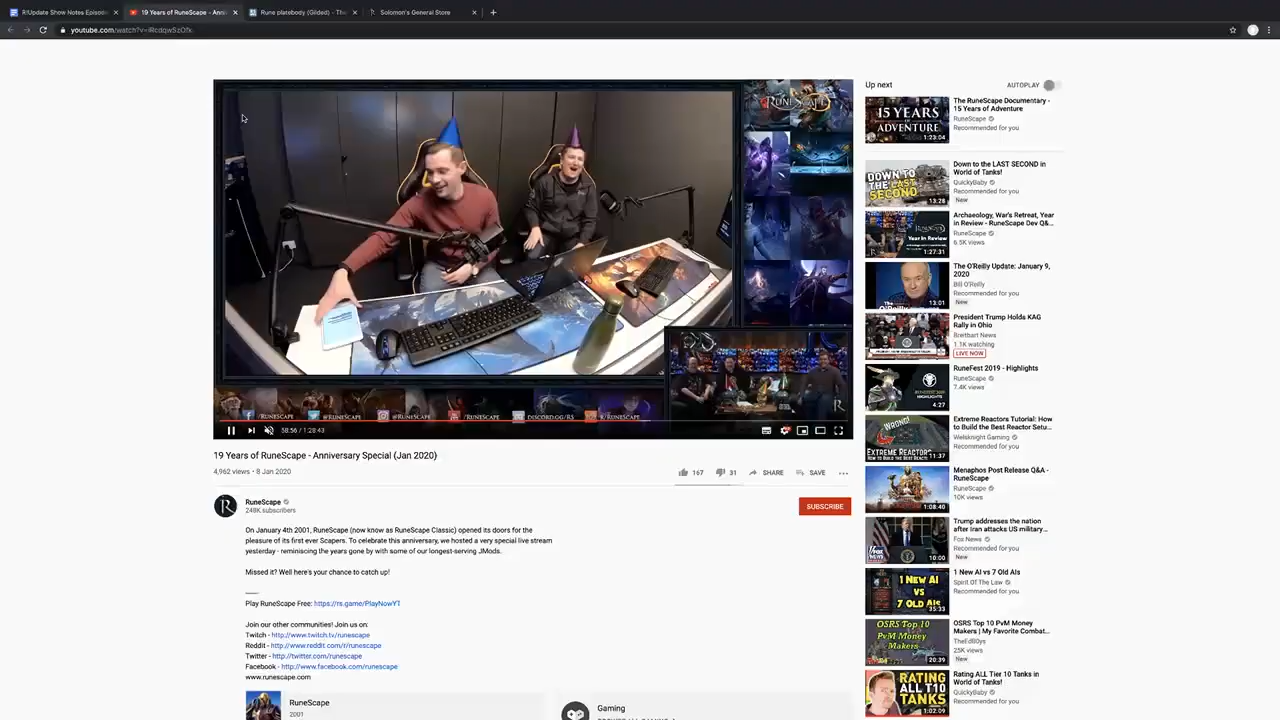 R!Update Show Notes Episode
19 Years of RuneScape - Anni
Rune platebody (Gilded) - The
Solomon's General Store
youtube.com/watch?v=
RUNESCAPE
/RUNESCAPE
@RUNESCAPE
@RUNESCAPE
/RUNESCAPE
DISCORD.GG/RS
/RUNESCAPE
58:56 / 1:28:43
19 Years of RuneScape - Anniversary Special (Jan 2020)
4,962 views • 8 Jan 2020
167
31
SHARE
SAVE
RuneScape
248K subscribers
SUBSCRIBE
On January 4th 2001, RuneScape (now know as RuneScape Classic) opened its doors for the
pleasure of its first ever Scapers. To celebrate this anniversary, we hosted a very special live stream
yesterday - reminiscing the years gone by with some of our longest-serving JMods.
Missed it? Well here's your chance to catch up!
Play RuneScape Free: https://rs.game/PlayNowYT
Join our other communities! Join us on:
Twitch - http://www.twitch.tv/runescape
Reddit - http://www.reddit.com/r/runescape
Twitter - http://twitter.com/runescape
Facebook - http://www.facebook.com/runescape
www.runescape.com
RuneScape
2001
Gaming
Up next
AUTOPLAY
15 YEARS
OF
ADVENTURE
1:23:04
The RuneScape Documentary -
15 Years of Adventure
RuneScape
Recommended for you
DOWN TO
THE LAST
SECOND
13:28
Down to the LAST SECOND in
World of Tanks!
QuickyBaby
Recommended for you
New
Year In Review
1:27:31
Archaeology, War's Retreat, Year
in Review - RuneScape Dev Q&...
RuneScape
6.5K views
The O'Reilly
13:01
The O'Reilly Update: January 9,
2020
Bill O'Reilly
Recommended for you
New
President Trump Holds KAG
Rally in Ohio
Breitbart News
1.1K watching
LIVE NOW
4:27
RuneFest 2019 - Highlights
RuneScape
7.4K views
WRONG!
EXTREME
REACTORS
11:37
Extreme Reactors Tutorial: How
to Build the Best Reactor Setu...
Welsknight Gaming
Recommended for you
1:08:40
Menaphos Post Release Q&A -
RuneScape
RuneScape
10K views
FOX
NEWS
10:00
Trump addresses the nation
after Iran attacks US military...
Fox News
Recommended for you
New
1 NEW AI
VS
7 OLD AIs
35:33
1 New AI vs 7 Old AIs
Spirit Of The Law
Recommended for you
OSRS Top 10
PvM Money
Makers
20:39
OSRS Top 10 PvM Money
Makers | My Favorite Combat...
TheEdB0ys
25K views
New
RATING
ALL T10
TANKS
1:02:09
Rating ALL Tier 10 Tanks in
World of Tanks!
QuickyBaby
Recommended for you